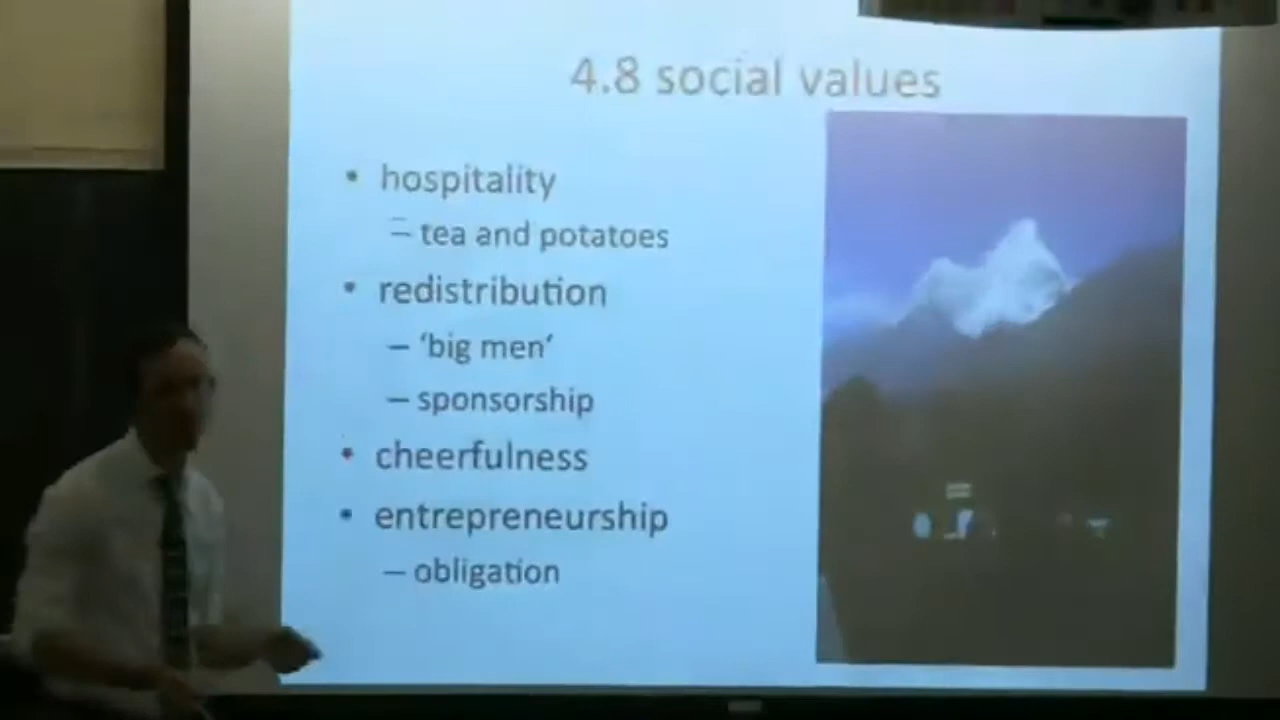 4.8 social values
• hospitality
– tea and potatoes
• redistribution
– ‘big men‘
– sponsorship
• cheerfulness
• entrepreneurship
– obligation